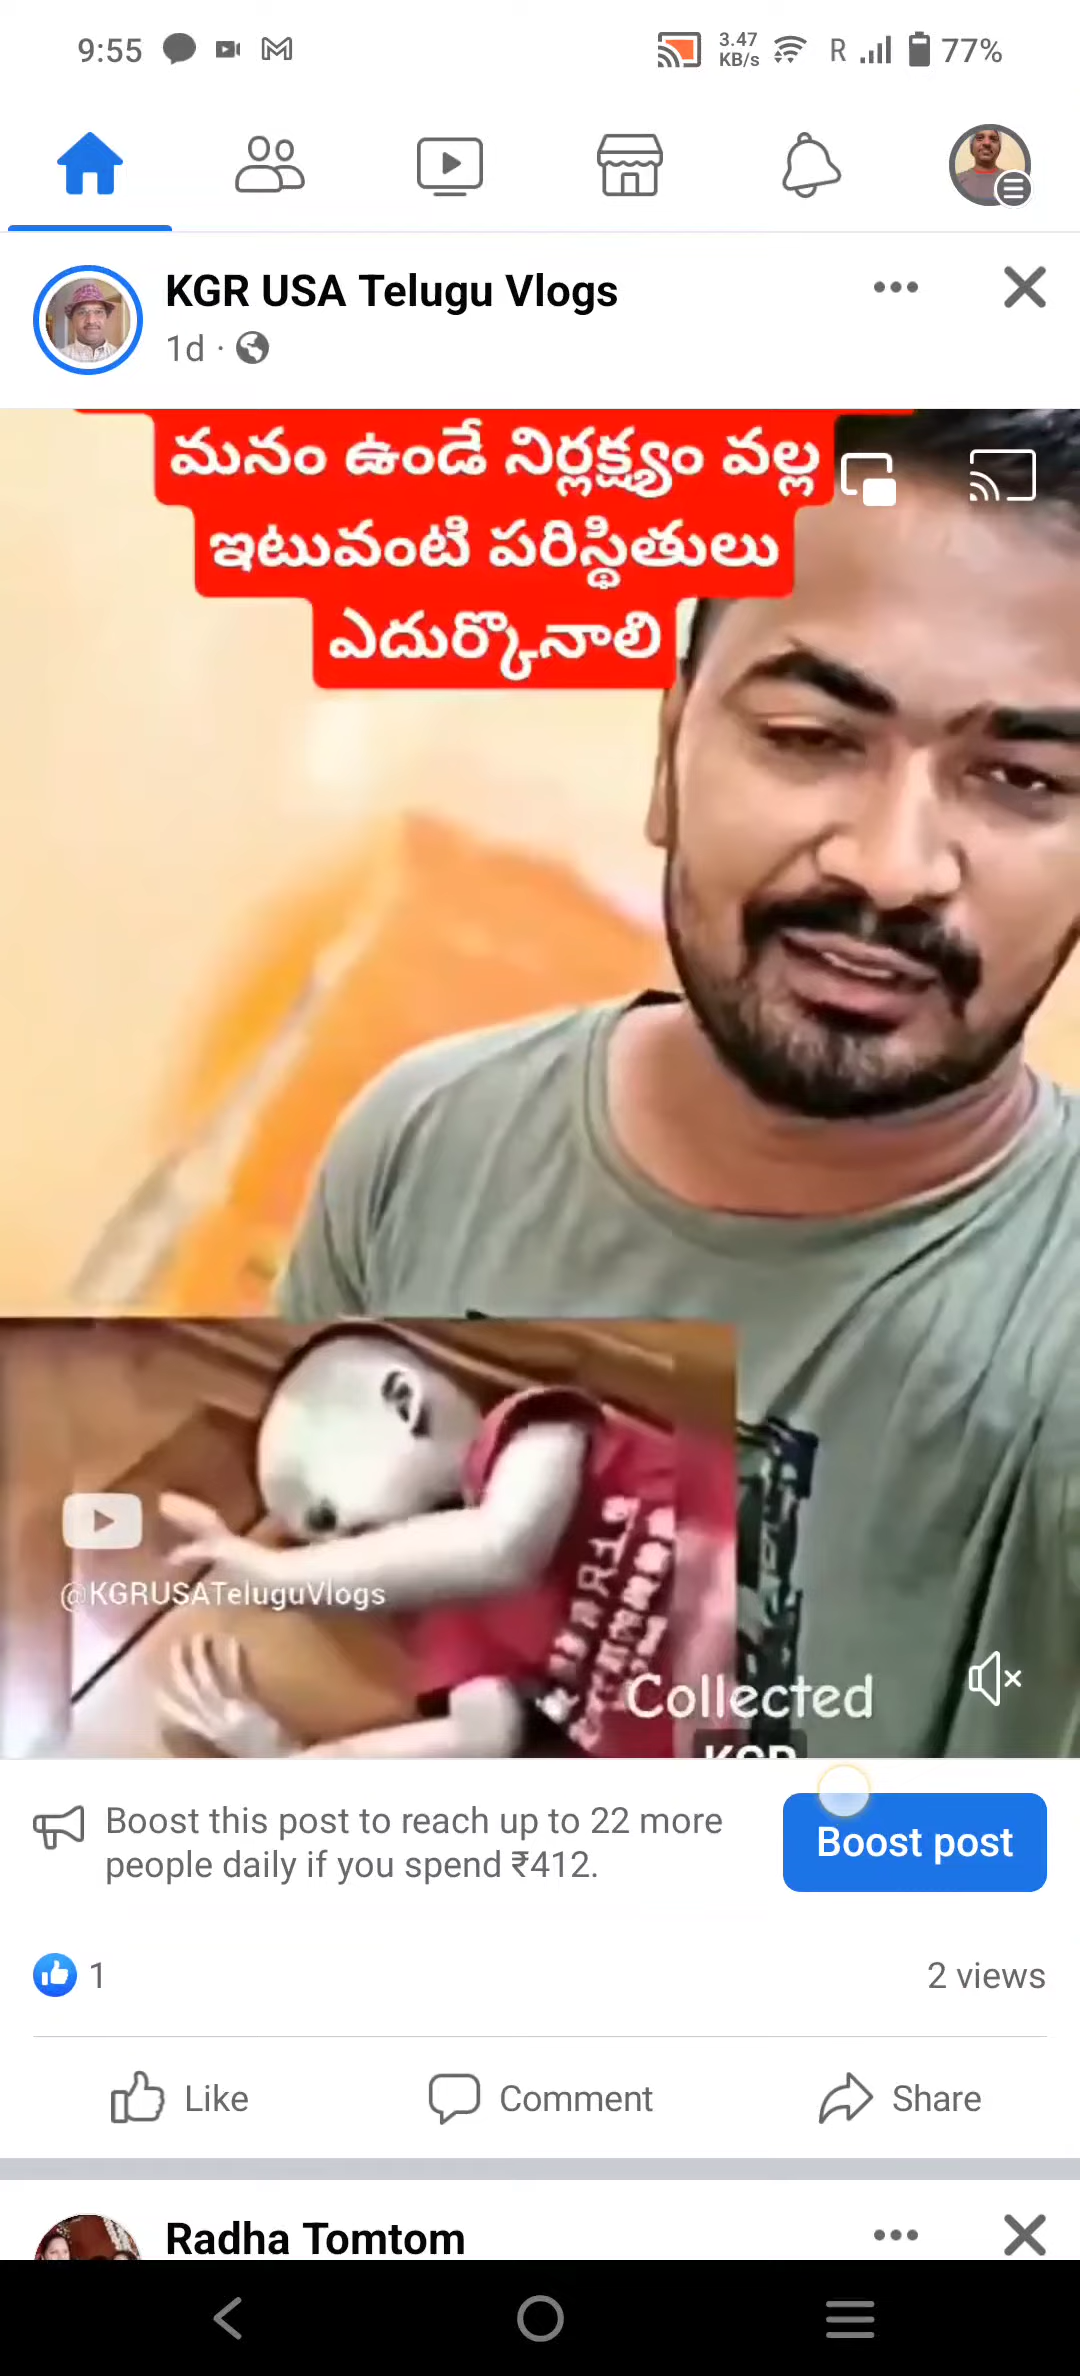 9:55
3.47
KB/s
R
77%
KGR USA Telugu Vlogs
1d ·
మనం ఉండే నిర్లక్ష్యం వల్ల
ఇటువంటి పరిస్థితులు
ఎదుర్కొనాలి
@KGRUSATeluguVlogs
Collected
KGR
Boost this post to reach up to 22 more
people daily if you spend ₹412.
Boost post
1
2 views
Like
Comment
Share
Radha Tomtom